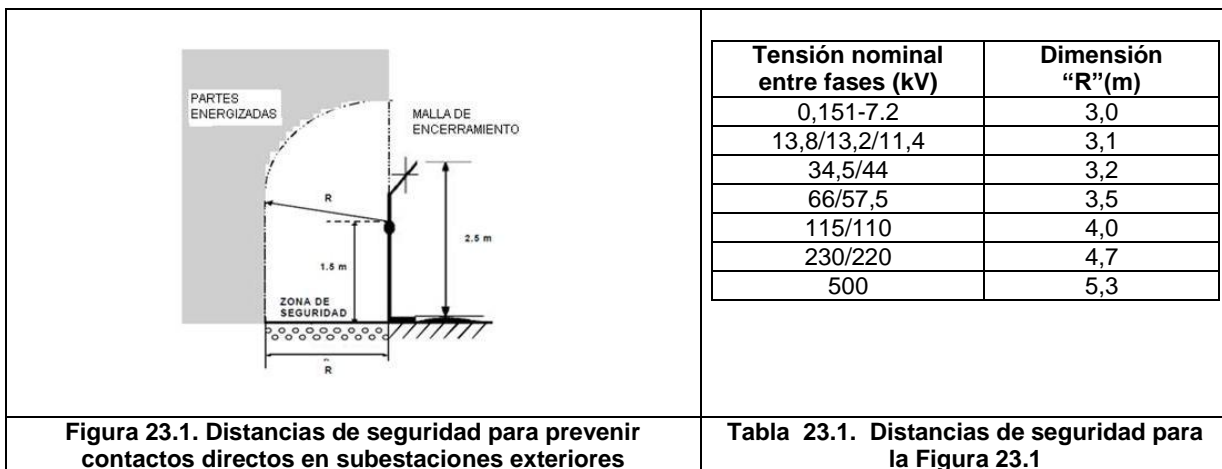 PARTES
ENERGIZADAS
MALLA DE
ENCERRAMIENTO
R
2.5 m
1.5 m
ZONA DE
SEGURIDAD
R
Figura 23.1. Distancias de seguridad para prevenir
contactos directos en subestaciones exteriores
Tensión nominal
entre fases (kV)
Dimensión
“R”(m)
0,151-7.2 3,0
13,8/13,2/11,4 3,1
34,5/44 3,2
66/57,5 3,5
115/110 4,0
230/220 4,7
500 5,3
Tabla 23.1. Distancias de seguridad para
la Figura 23.1